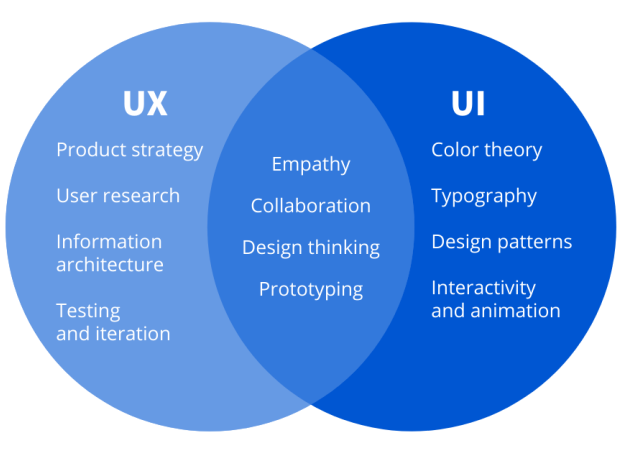 UX
Product strategy
User research
Information
architecture
Testing
and iteration
Empathy
Collaboration
Design thinking
Prototyping
UI
Color theory
Typography
Design patterns
Interactivity
and animation